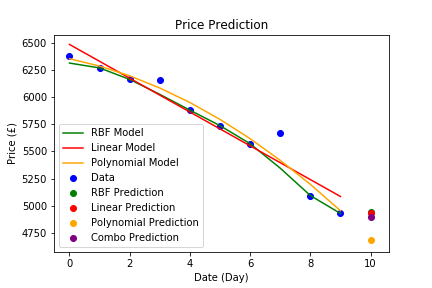 Price Prediction
6500
6250
6000
5750
5500
5250
5000
4750
Price (£)
RBF Model
Linear Model
Polynomial Model
Data
RBF Prediction
Linear Prediction
Polynomial Prediction
Combo Prediction
0 2 4 6 8 10
Date (Day)